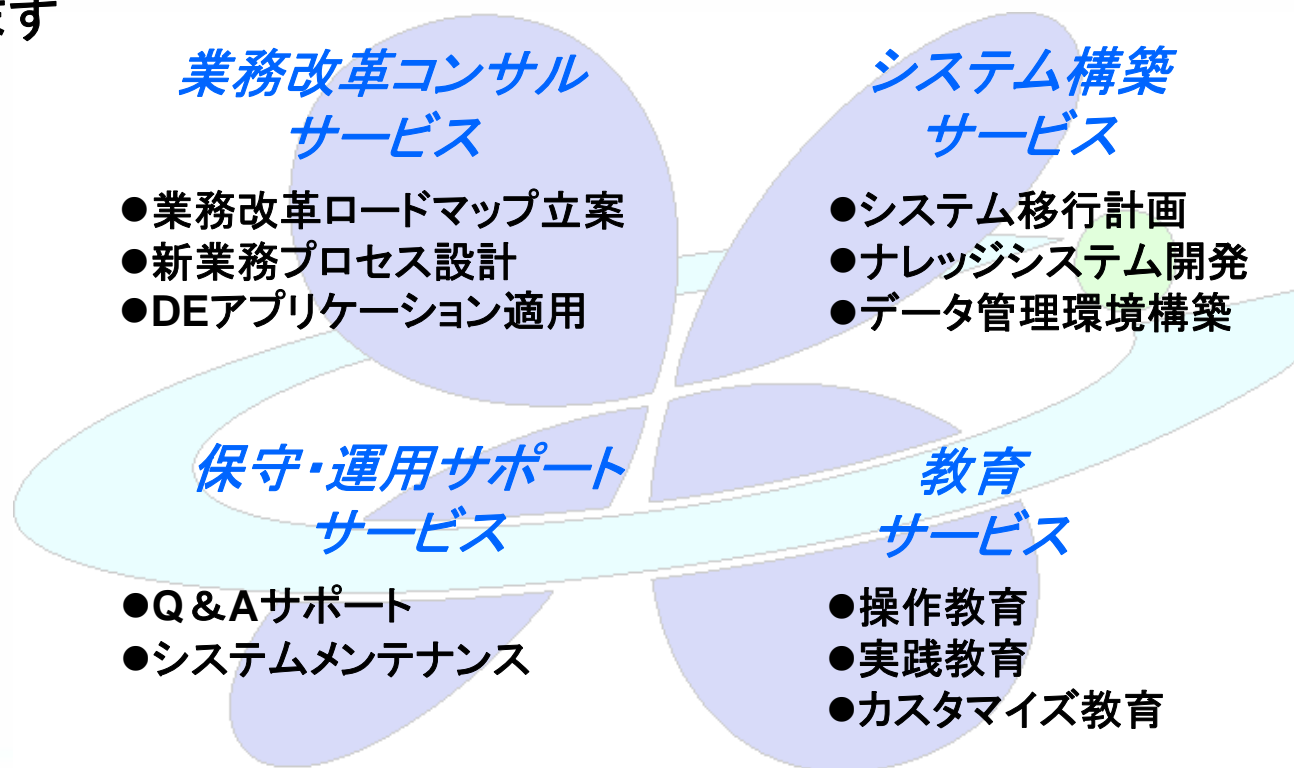 ます
業務改革コンサル
サービス
●業務改革ロードマップ立案
●新業務プロセス設計
●DEアプリケーション適用
システム構築
サービス
●システム移行計画
●ナレッジシステム開発
●データ管理環境構築
保守・運用サポート
サービス
●Q&Aサポート
●システムメンテナンス
教育
サービス
●操作教育
●実践教育
●カスタマイズ教育